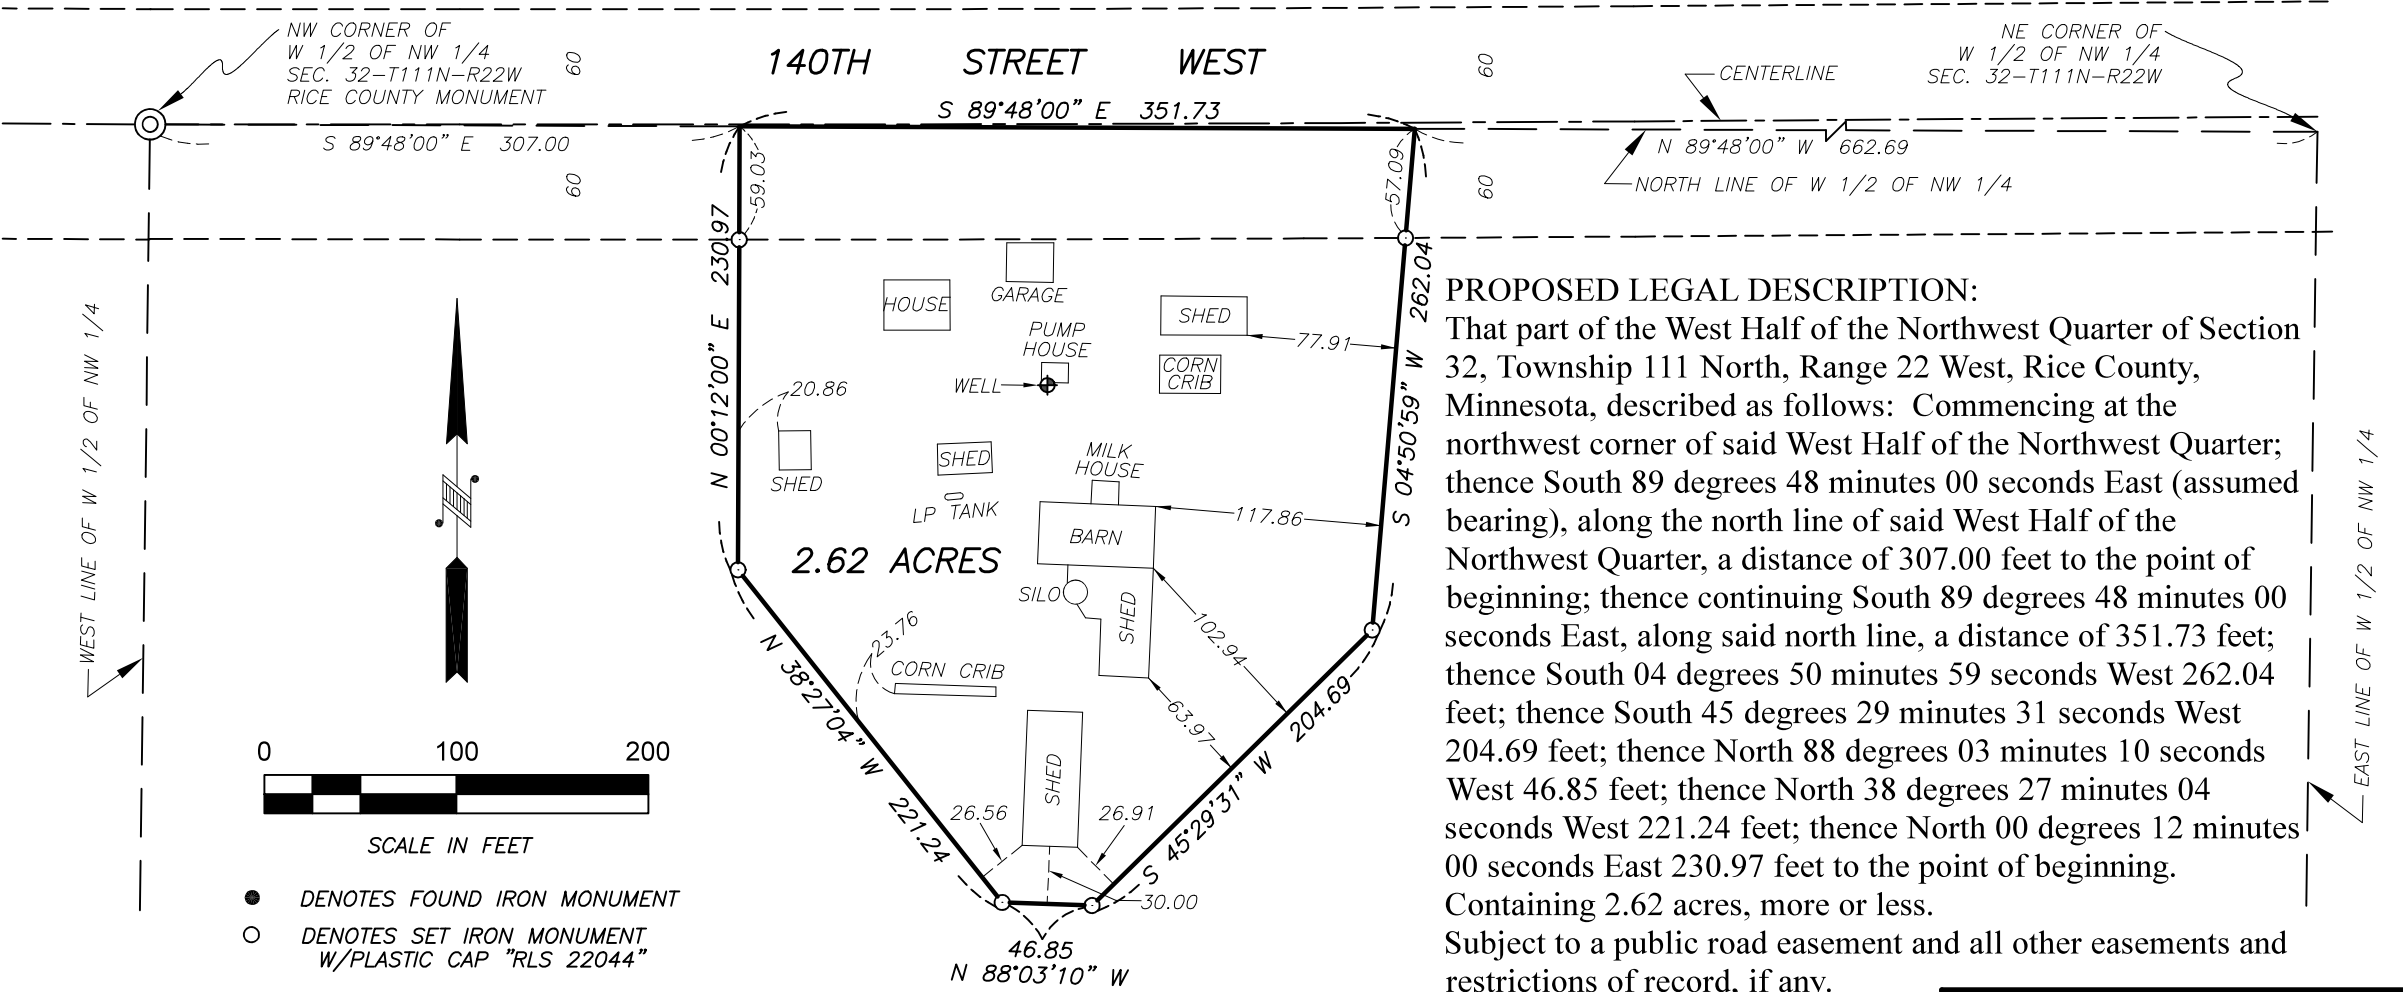 NW CORNER OF
W 1/2 OF NW 1/4
SEC. 32-T111N-R22W
RICE COUNTY MONUMENT
60
140TH STREET WEST
60
CENTERLINE
NE CORNER OF
W 1/2 OF NW 1/4
SEC. 32-T111N-R22W
S 89°48'00" E 307.00
S 89°48'00" E 351.73
N 89°48'00" W 662.69
60
59.03
57.09
60
NORTH LINE OF W 1/2 OF NW 1/4
N 00°12'00" E 230.97
S 04°50'59" W 262.04
WEST LINE OF W 1/2 OF NW 1/4
EAST LINE OF W 1/2 OF NW 1/4
HOUSE
GARAGE
PUMP
HOUSE
WELL
SHED
77.91
CORN
CRIB
20.86
SHED
SHED
LP TANK
MILK
HOUSE
BARN
117.86
2.62 ACRES
SILO
SHED
102.94
63.97
23.76
CORN CRIB
SHED
N 38°27'04" W 221.24
S 45°29'31" W 204.69
26.56
26.91
30.00
46.85
N 88°03'10" W
0 100 200
SCALE IN FEET
DENOTES FOUND IRON MONUMENT
DENOTES SET IRON MONUMENT
W/PLASTIC CAP "RLS 22044"
PROPOSED LEGAL DESCRIPTION:
That part of the West Half of the Northwest Quarter of Section
32, Township 111 North, Range 22 West, Rice County,
Minnesota, described as follows: Commencing at the
northwest corner of said West Half of the Northwest Quarter;
thence South 89 degrees 48 minutes 00 seconds East (assumed
bearing), along the north line of said West Half of the
Northwest Quarter, a distance of 307.00 feet to the point of
beginning; thence continuing South 89 degrees 48 minutes 00
seconds East, along said north line, a distance of 351.73 feet;
thence South 04 degrees 50 minutes 59 seconds West 262.04
feet; thence South 45 degrees 29 minutes 31 seconds West
204.69 feet; thence North 88 degrees 03 minutes 10 seconds
West 46.85 feet; thence North 38 degrees 27 minutes 04
seconds West 221.24 feet; thence North 00 degrees 12 minutes
00 seconds East 230.97 feet to the point of beginning.
Containing 2.62 acres, more or less.
Subject to a public road easement and all other easements and
restrictions of record, if any.